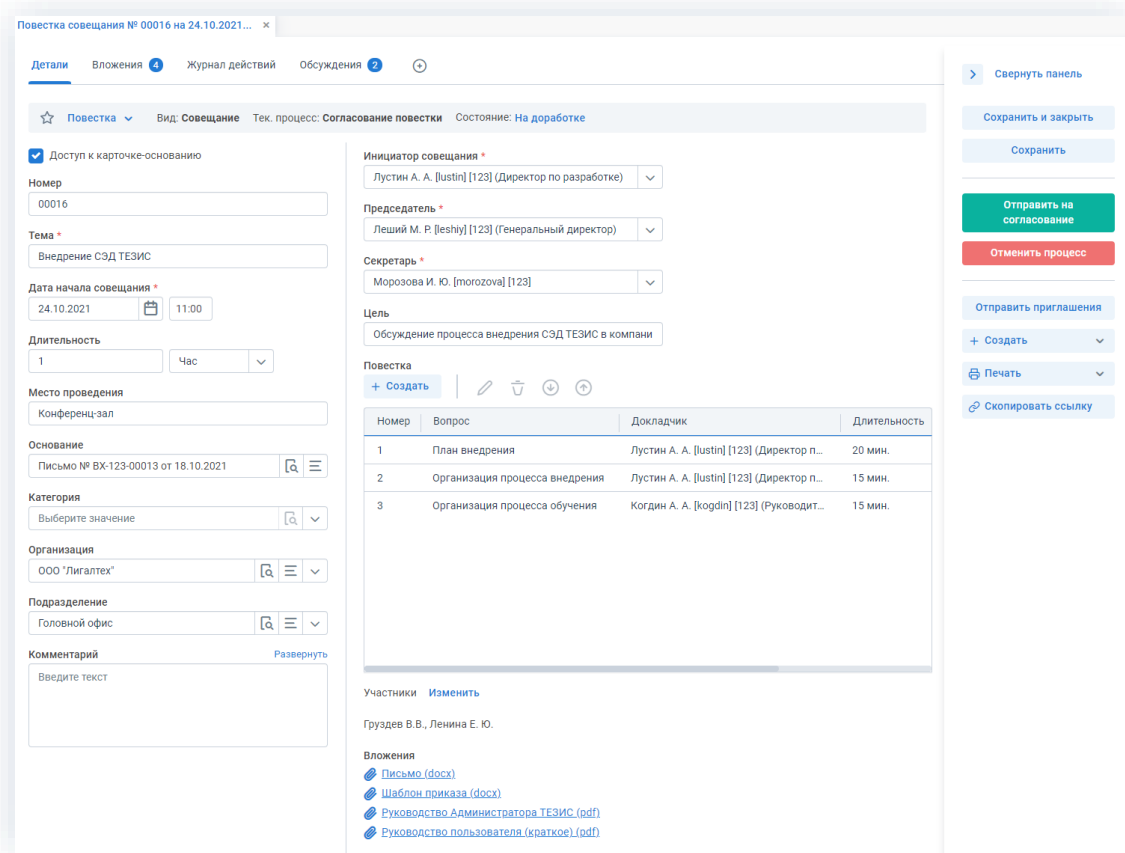 Повестка совещания № 00016 на 24.10.2021... ×
Детали Вложения 4 Журнал действий Обсуждения 2
Повестка Вид: Совещание Тек. процесс: Согласование повестки Состояние: На доработке
Доступ к карточке-основанию
Номер
00016
Тема *
Внедрение СЭД ТЕЗИС
Дата начала совещания *
24.10.2021 11:00
Длительность
1 Час
Место проведения
Конференц-зал
Основание
Письмо № ВХ-123-00013 от 18.10.2021
Категория
Выберите значение
Организация
ООО "Лигалтех"
Подразделение
Головной офис
Комментарий Развернуть
Введите текст
Инициатор совещания *
Лустин А. А. [lustin] [123] (Директор по разработке)
Председатель *
Леший М. Р. [leshiy] [123] (Генеральный директор)
Секретарь *
Морозова И. Ю. [morozova] [123]
Цель
Обсуждение процесса внедрения СЭД ТЕЗИС в компани
Повестка
+ Создать
Номер Вопрос Докладчик Длительность
1 План внедрения Лустин А. А. [lustin] [123] (Директор п... 20 мин.
2 Организация процесса внедрения Лустин А. А. [lustin] [123] (Директор п... 15 мин.
3 Организация процесса обучения Когдин А. А. [kogdin] [123] (Руководит... 15 мин.
Участники Изменить
Груздев В.В., Ленина Е. Ю.
Вложения
Письмо (docx)
Шаблон приказа (docx)
Руководство Администратора ТЕЗИС (pdf)
Руководство пользователя (краткое) (pdf)
Свернуть панель
Сохранить и закрыть
Сохранить
Отправить на
согласование
Отменить процесс
Отправить приглашения
+ Создать
Печать
Скопировать ссылку